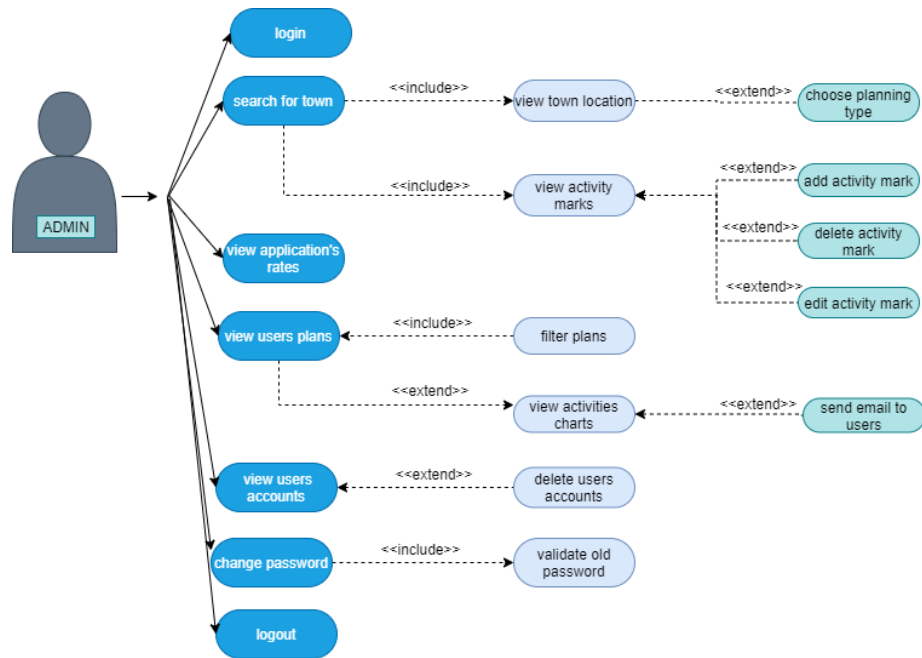 login
search for town
<<include>>
view town location
<<extend>>
choose planning
type
ADMIN
<<include>>
view activity
marks
<<extend>>
add activity mark
<<extend>>
delete activity
mark
<<extend>>
edit activity mark
view application's
rates
view users plans
<<include>>
filter plans
<<extend>>
view activities
charts
<<extend>>
send email to
users
view users
accounts
<<extend>>
delete users
accounts
change password
<<include>>
validate old
password
logout